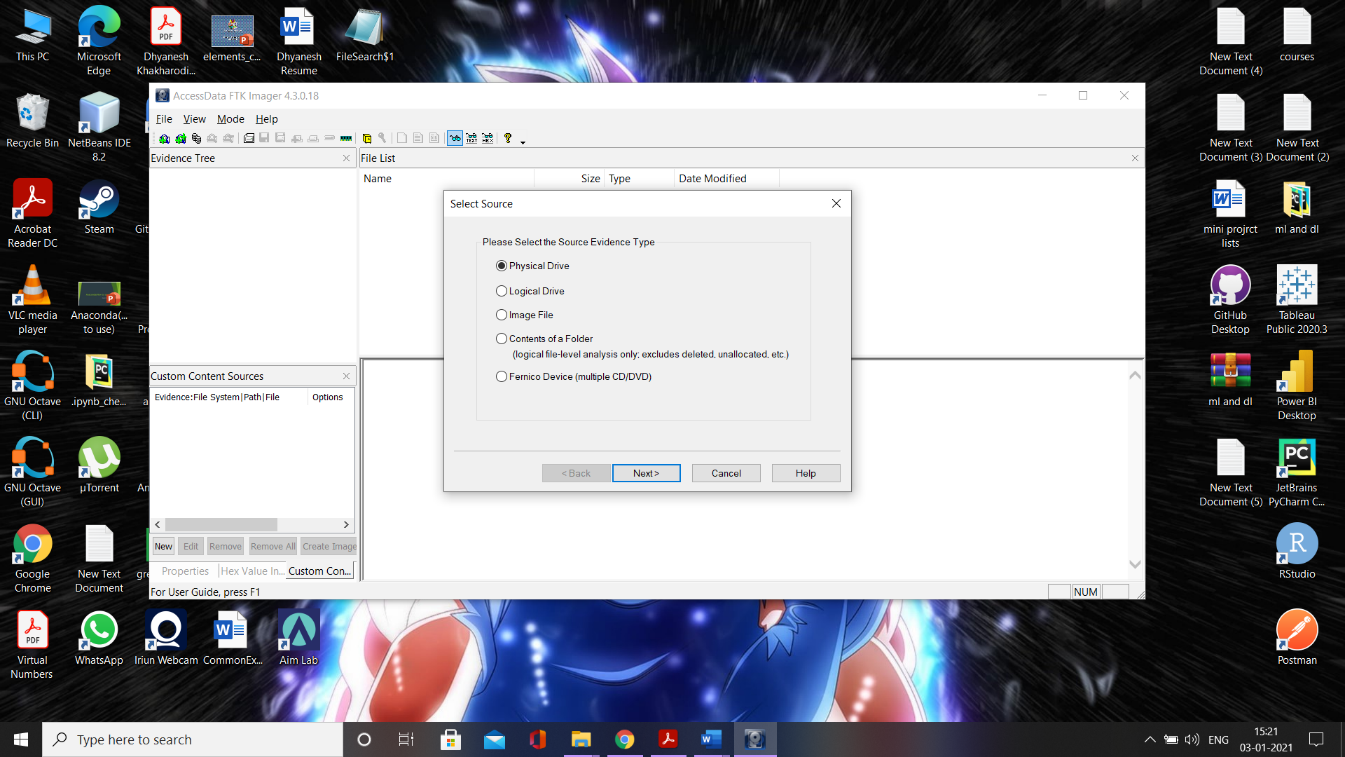 This PC
Microsoft
Edge
Dhyanesh
Khakharodi...
elements_c...
Dhyanesh
Resume
FileSearch$1
New Text
Document (4)
courses
Recycle Bin
NetBeans IDE
8.2
New Text
Document (3)
New Text
Document (2)
Acrobat
Reader DC
Steam
Git
mini projrct
lists
ml and dl
VLC media
player
Anaconda(...
to use)
Pro
GitHub
Desktop
Tableau
Public 2020.3
GNU Octave
(CLI)
.ipynb_che...
a
ml and dl
Power BI
Desktop
GNU Octave
(GUI)
µTorrent
An
New Text
Document (5)
JetBrains
PyCharm C...
Google
Chrome
New Text
Document
gre
RStudio
Virtual
Numbers
WhatsApp
Iriun Webcam
CommonEx...
Aim Lab
Postman
AccessData FTK Imager 4.3.0.18
File View Mode Help
Evidence Tree
File List
Name Size Type Date Modified
Custom Content Sources
Evidence:File System|Path|File Options
New Edit Remove Remove All Create Image
Properties Hex Value In... Custom Con...
For User Guide, press F1
NUM
Select Source
Please Select the Source Evidence Type
Physical Drive
Logical Drive
Image File
Contents of a Folder
(logical file-level analysis only; excludes deleted, unallocated, etc.)
Fernico Device (multiple CD/DVD)
< Back Next > Cancel Help
Type here to search
ENG
15:21
03-01-2021